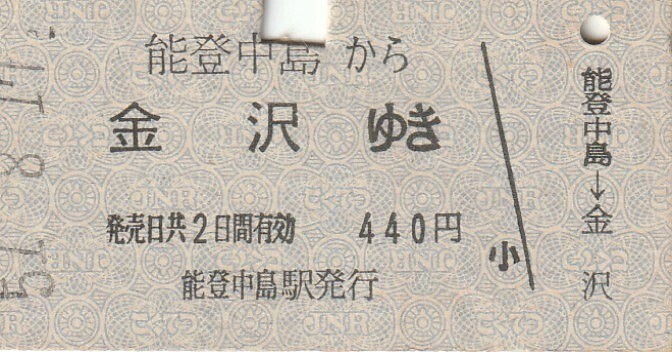 能登中島 から
金沢 ゆき
発売日共2日間有効 440円
能登中島駅発行
小
能登中島→金沢